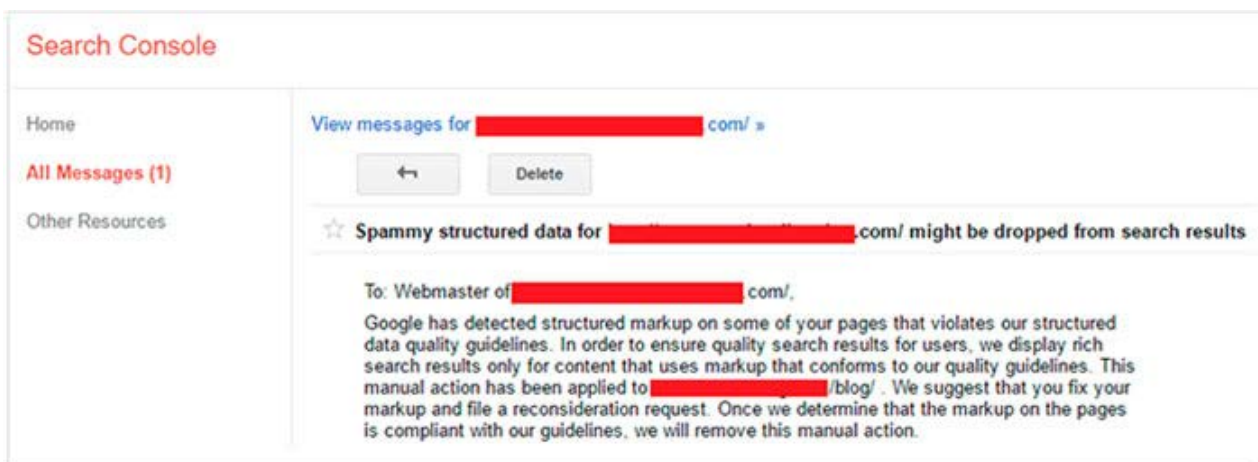 Search Console
Home
All Messages (1)
Other Resources
View messages for com/ »
Delete
Spammy structured data for .com/ might be dropped from search results
To: Webmaster of com/,
Google has detected structured markup on some of your pages that violates our structured
data quality guidelines. In order to ensure quality search results for users, we display rich
search results only for content that uses markup that conforms to our quality guidelines. This
manual action has been applied to /blog/ . We suggest that you fix your
markup and file a reconsideration request. Once we determine that the markup on the pages
is compliant with our guidelines, we will remove this manual action.